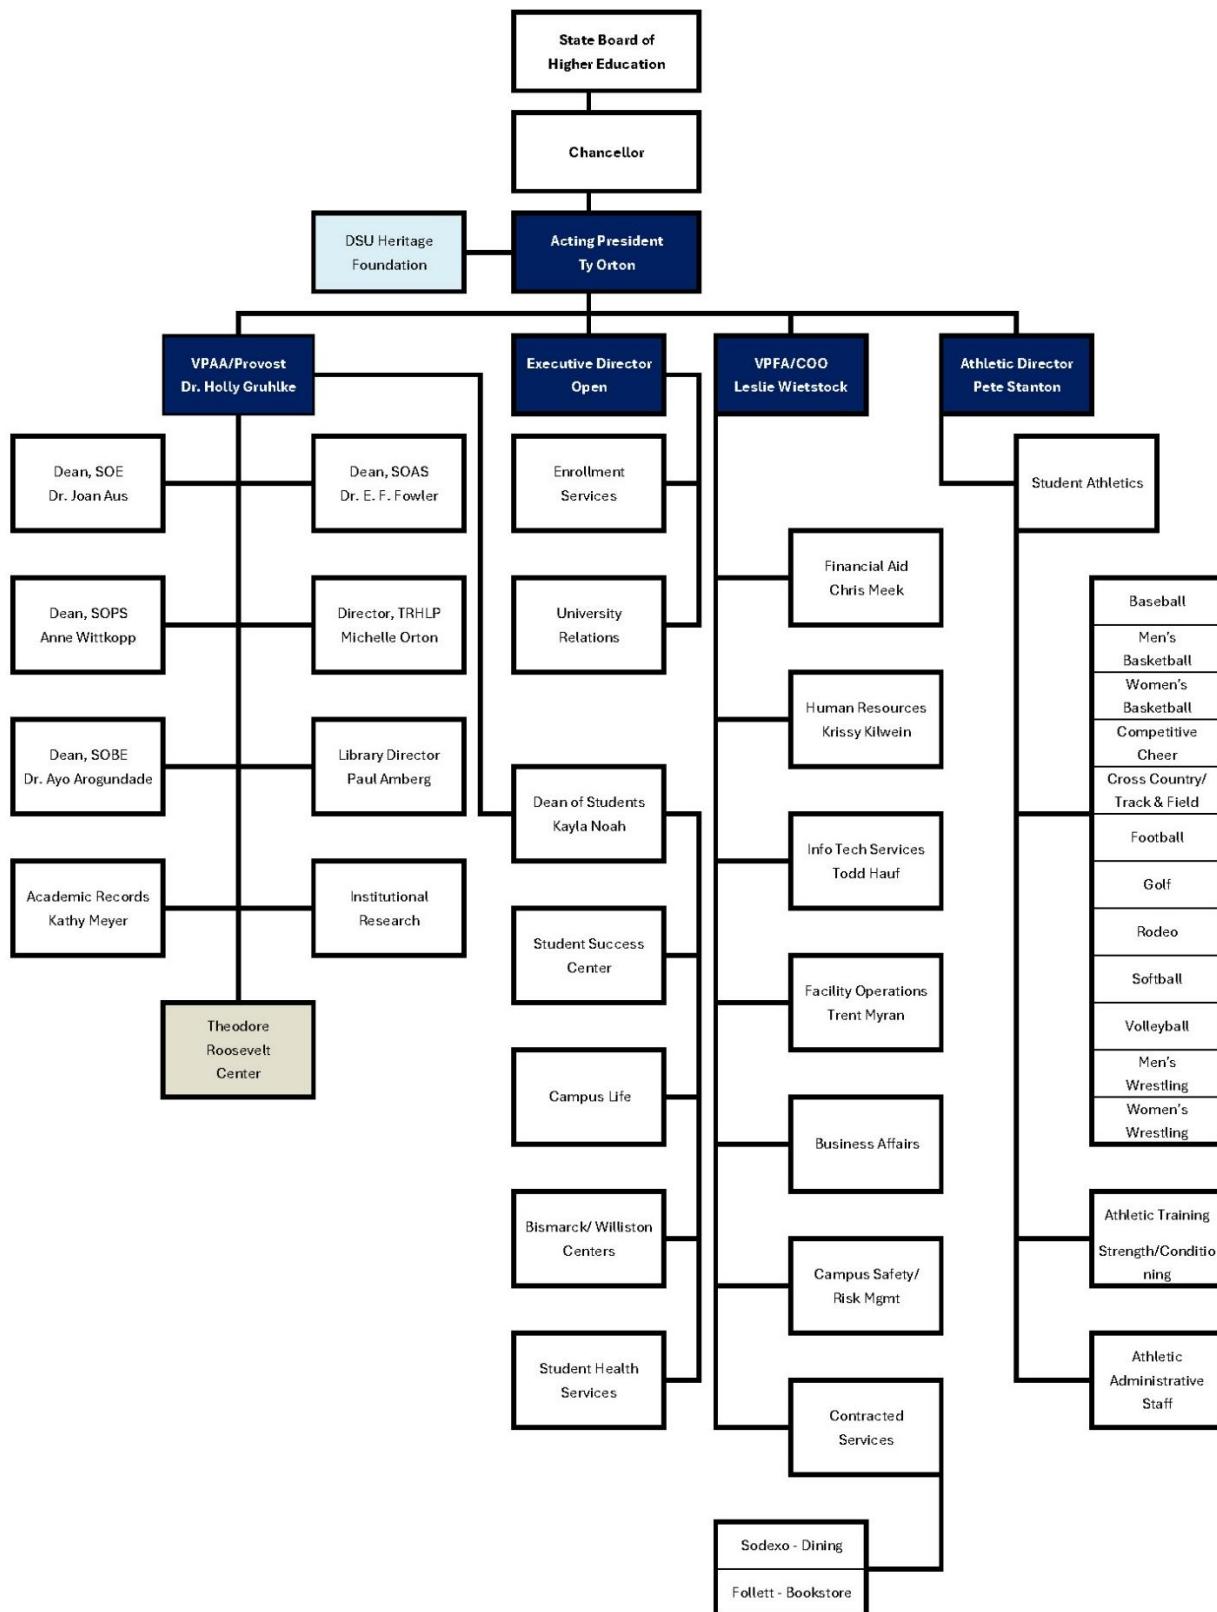 State Board of
Higher Education
Chancellor
DSU Heritage
Foundation
Acting President
Ty Orton
VPAA/Provost
Dr. Holly Gruhlke
Executive Director
Open
VPFA/COO
Leslie Wietstock
Athletic Director
Pete Stanton
Dean, SOE
Dr. Joan Aus
Dean, SOAS
Dr. E. F. Fowler
Dean, SOPS
Anne Wittkopp
Director, TRHLP
Michelle Orton
Dean, SOBE
Dr. Ayo Arogundade
Library Director
Paul Amberg
Academic Records
Kathy Meyer
Institutional
Research
Theodore
Roosevelt
Center
Enrollment
Services
University
Relations
Dean of Students
Kayla Noah
Student Success
Center
Campus Life
Bismarck/ Williston
Centers
Student Health
Services
Financial Aid
Chris Meek
Human Resources
Krissy Kilwein
Info Tech Services
Todd Hauf
Facility Operations
Trent Myran
Business Affairs
Campus Safety/
Risk Mgmt
Contracted
Services
Sodexo - Dining
Follett - Bookstore
Student Athletics
Baseball
Men's
Basketball
Women's
Basketball
Competitive
Cheer
Cross Country/
Track & Field
Football
Golf
Rodeo
Softball
Volleyball
Men's
Wrestling
Women's
Wrestling
Athletic Training
Strength/Conditio
ning
Athletic
Administrative
Staff